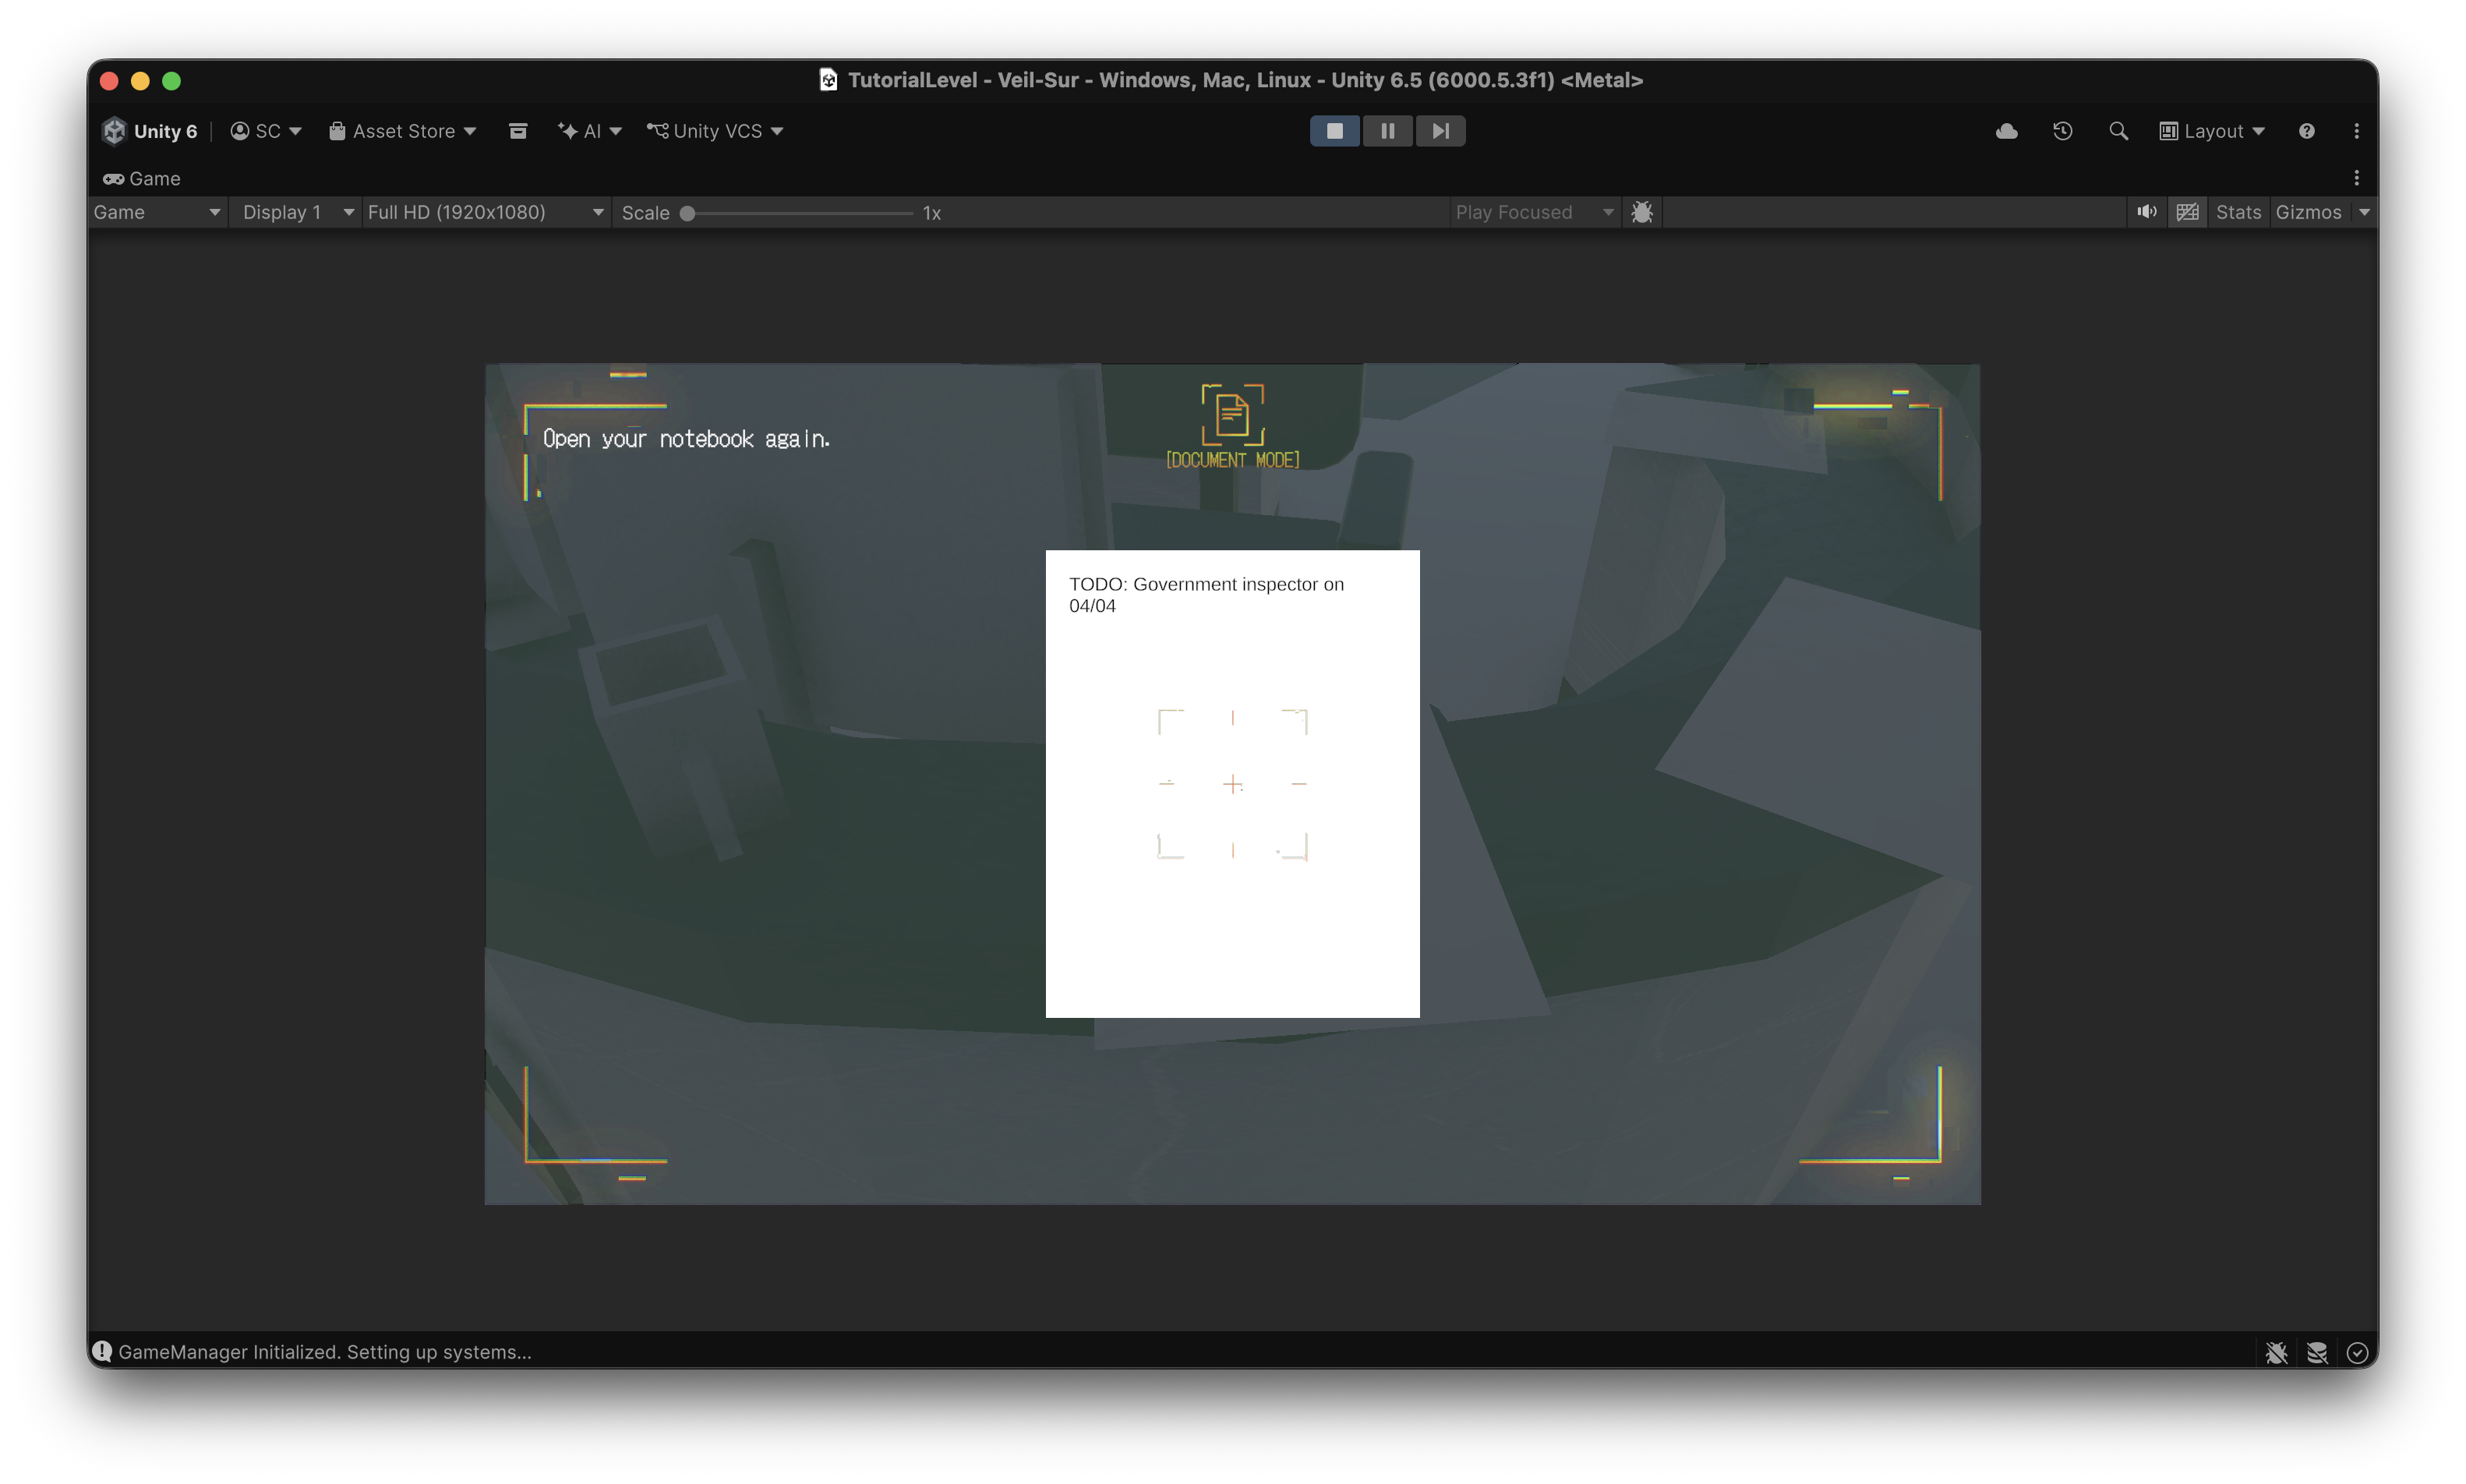 TutorialLevel - Veil-Sur - Windows, Mac, Linux - Unity 6.5 (6000.5.3f1) <Metal>
Unity 6 SC Asset Store AI Unity VCS Layout
Game
Game Display 1 Full HD (1920x1080) Scale 1x Play Focused Stats Gizmos
[DOCUMENT MODE]
Open your notebook again.
TODO: Government inspector on
04/04
GameManager Initialized. Setting up systems...